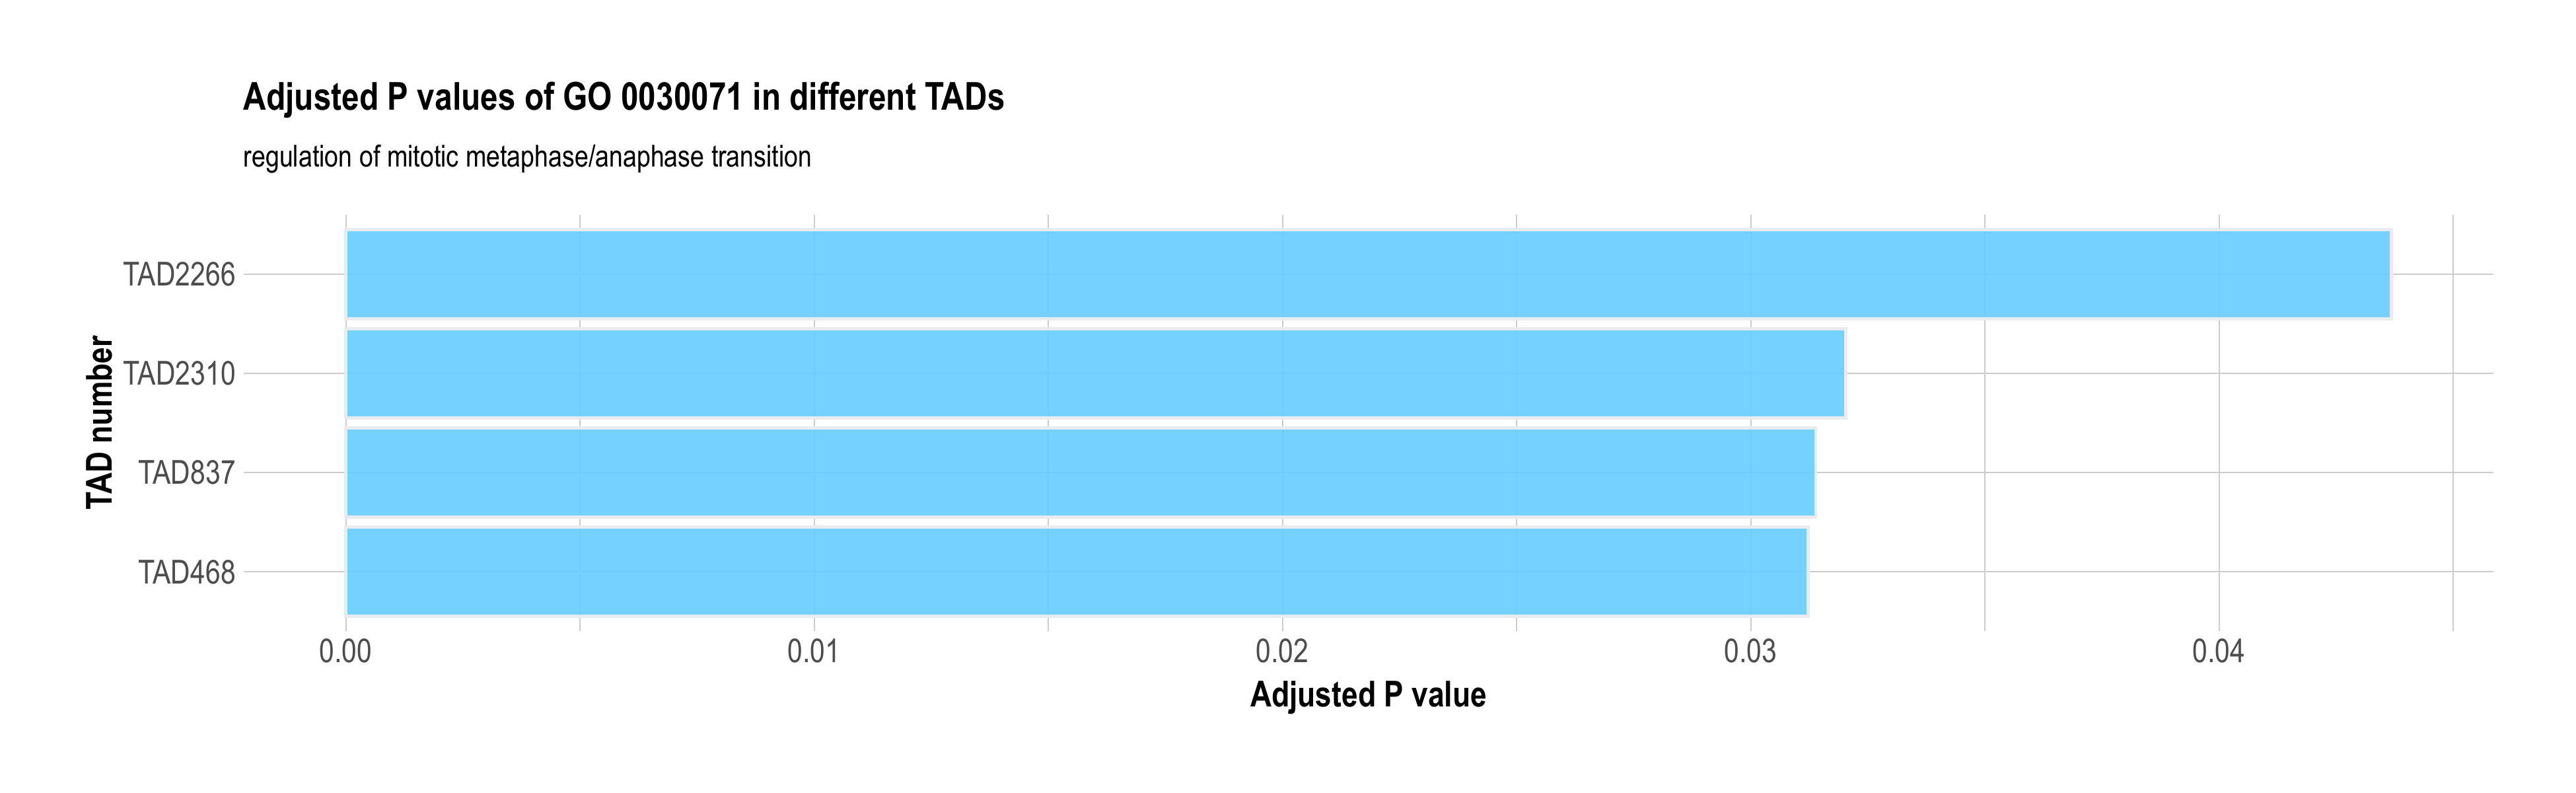 Adjusted P values of GO 0030071 in different TADs
regulation of mitotic metaphase/anaphase transition
TAD number
TAD2266
TAD2310
TAD837
TAD468
0.00 0.01 0.02 0.03 0.04
Adjusted P value